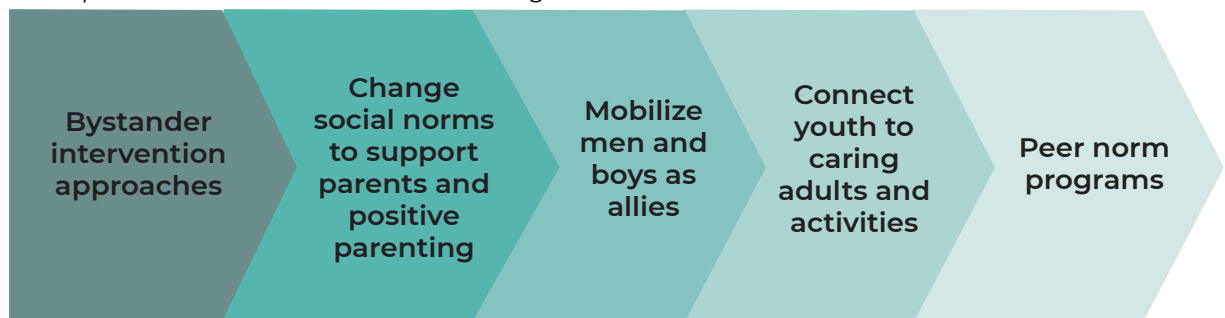 Bystander
intervention
approaches
Change
social norms
to support
parents and
positive
parenting
Mobilize
men and
boys as
allies
Connect
youth to
caring
adults and
activities
Peer norm
programs